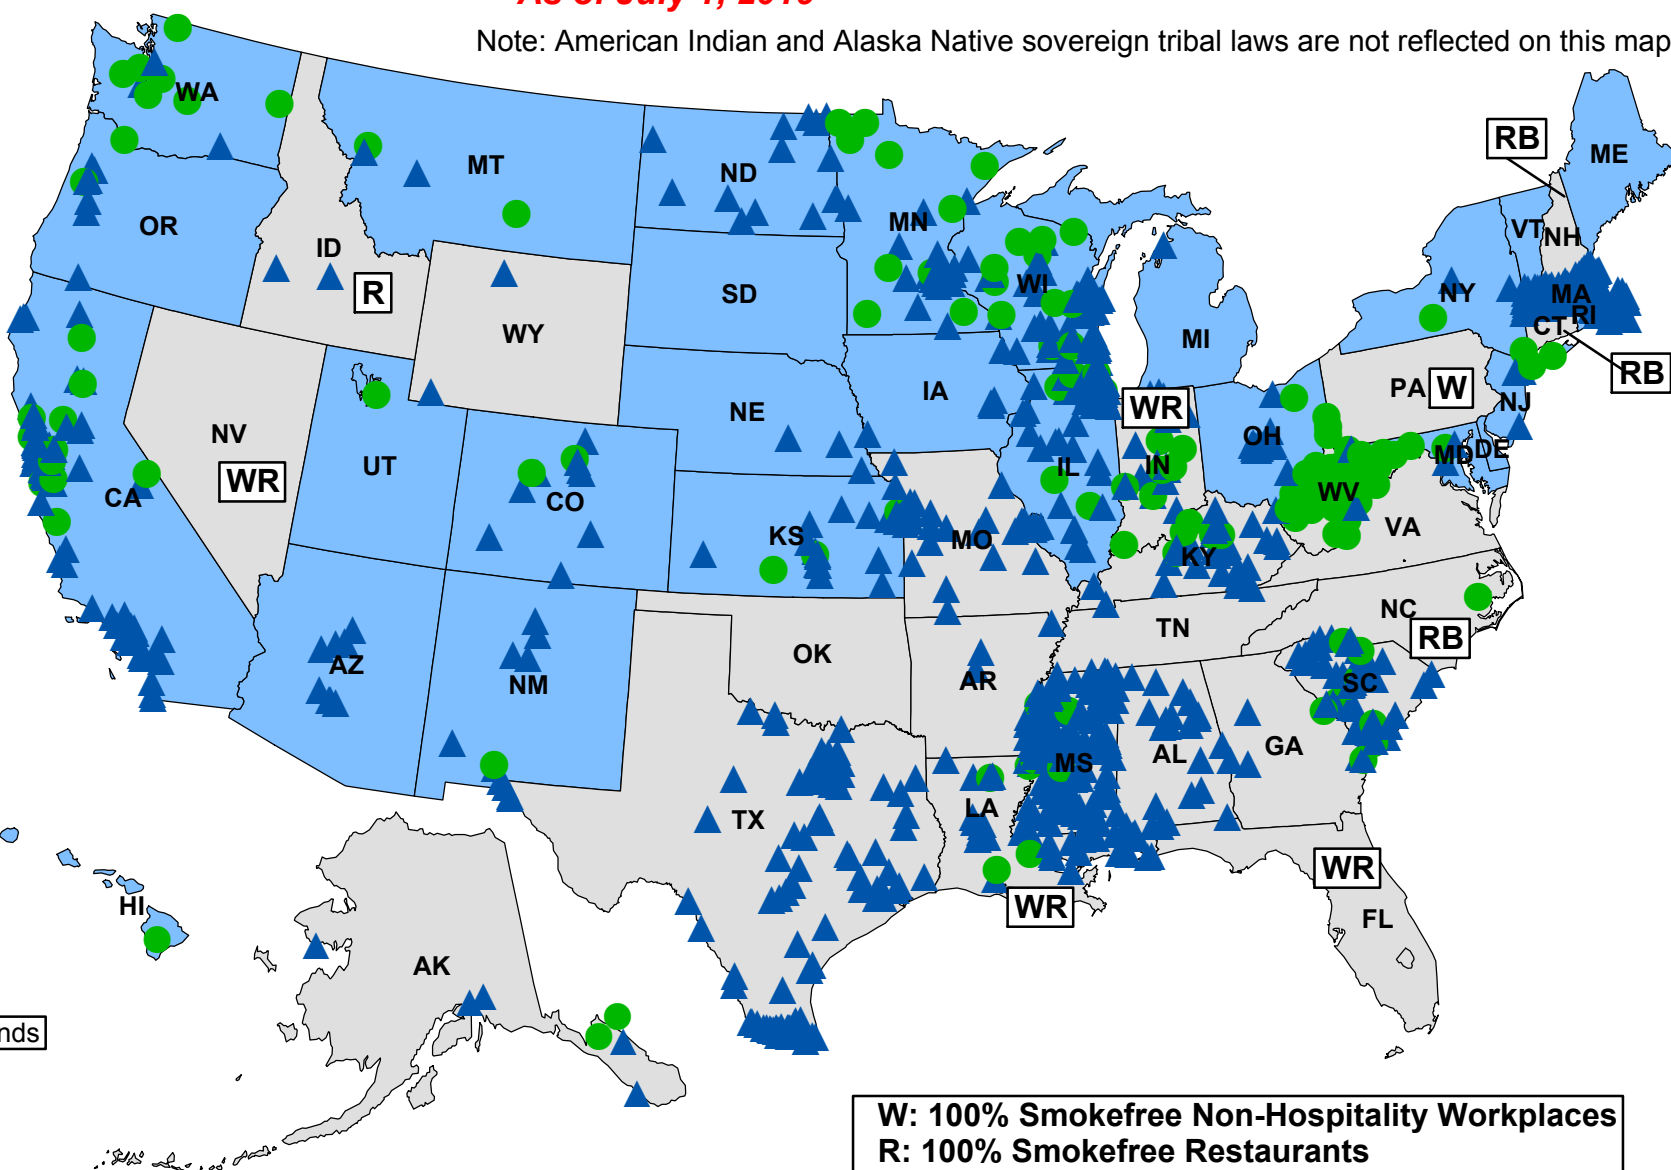 Note: American Indian and Alaska Native sovereign tribal laws are not reflected on this map
RB
WA
ME
MT
ND
MN
OR
VT
NH
ID
R
WI
SD
NY
MA
RI
CT
WY
MI
RB
IA
PA
W
NJ
NE
WR
NV
OH
UT
IL
IN
MD
DE
WR
CA
CO
WV
KS
MO
VA
KY
NC
TN
RB
OK
AZ
NM
AR
SC
GA
AL
MS
LA
TX
WR
HI
WR
FL
AK
nds
W: 100% Smokefree Non-Hospitality Workplaces
R: 100% Smokefree Restaurants